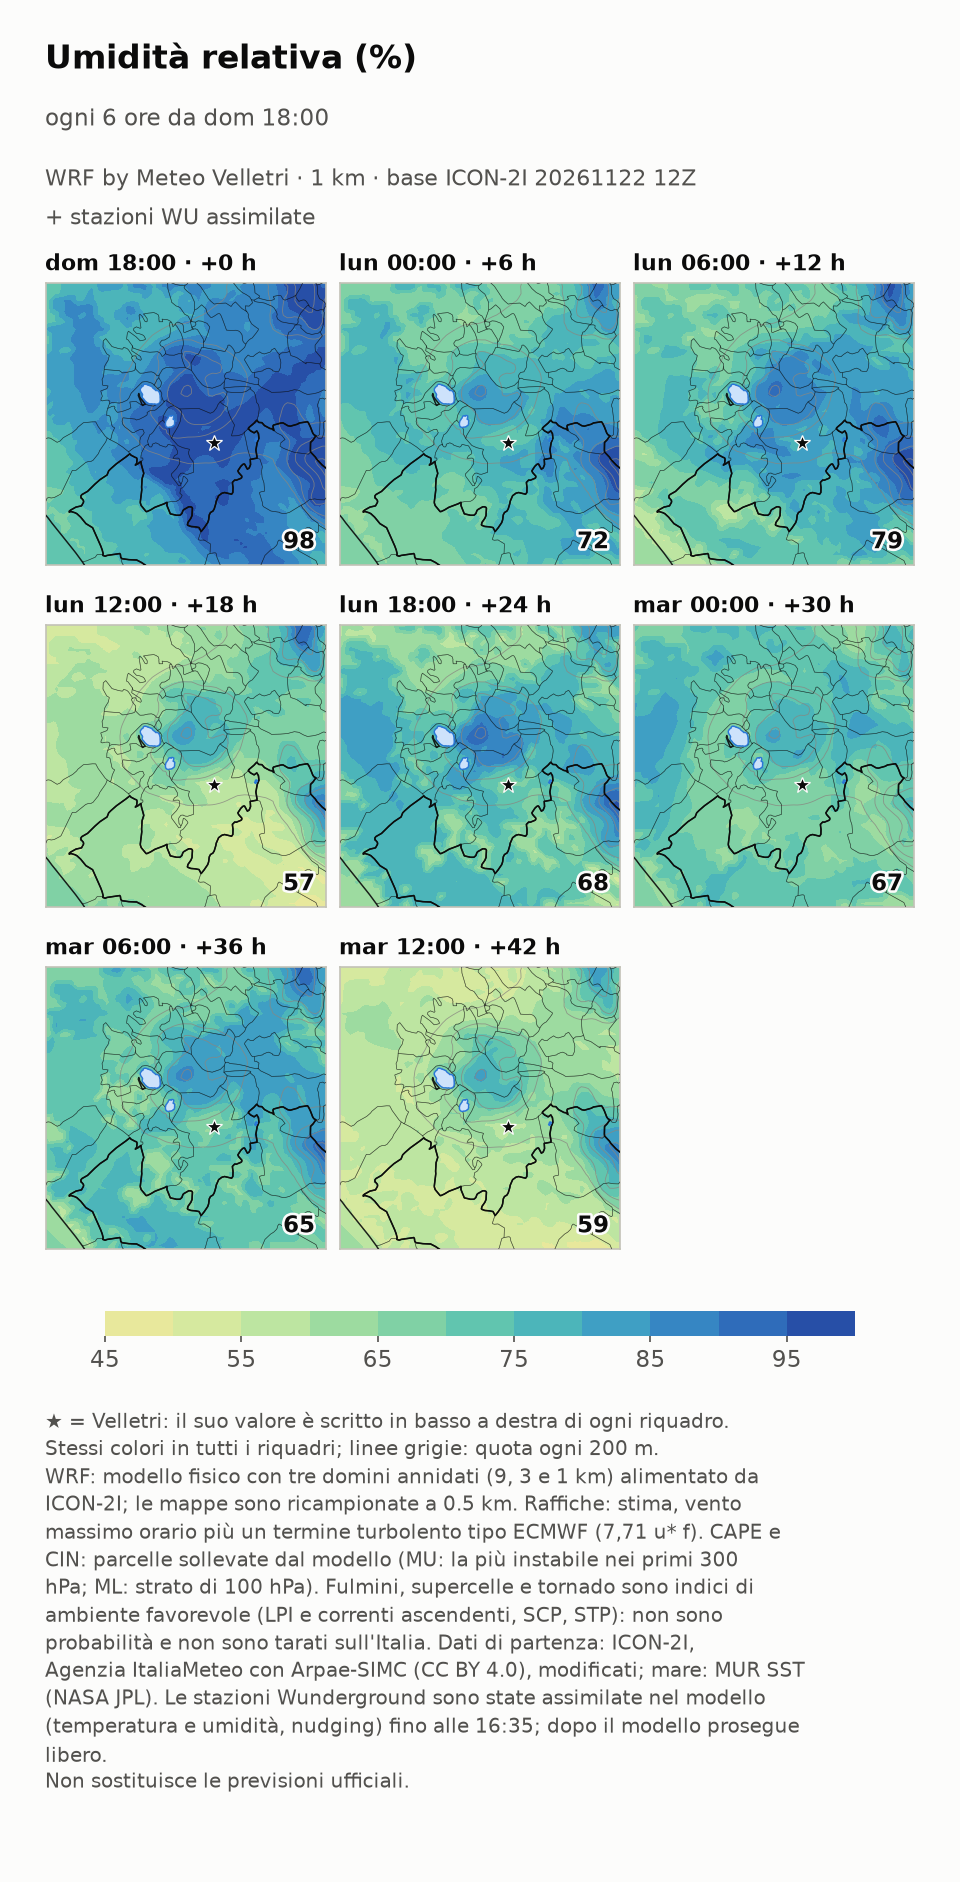 Umidità relativa (%)
ogni 6 ore da dom 18:00
WRF by Meteo Velletri · 1 km · base ICON-2I 20261122 12Z
+ stazioni WU assimilate
dom 18:00 · +0 h
lun 00:00 · +6 h
lun 06:00 · +12 h
98
72
79
lun 12:00 · +18 h
lun 18:00 · +24 h
mar 00:00 · +30 h
57
68
67
mar 06:00 · +36 h
mar 12:00 · +42 h
65
59
45 55 65 75 85 95
★ = Velletri: il suo valore è scritto in basso a destra di ogni riquadro.
Stessi colori in tutti i riquadri; linee grigie: quota ogni 200 m.
WRF: modello fisico con tre domini annidati (9, 3 e 1 km) alimentato da
ICON-2I; le mappe sono ricampionate a 0.5 km. Raffiche: stima, vento
massimo orario più un termine turbolento tipo ECMWF (7,71 u* f). CAPE e
CIN: parcelle sollevate dal modello (MU: la più instabile nei primi 300
hPa; ML: strato di 100 hPa). Fulmini, supercelle e tornado sono indici di
ambiente favorevole (LPI e correnti ascendenti, SCP, STP): non sono
probabilità e non sono tarati sull'Italia. Dati di partenza: ICON-2I,
Agenzia ItaliaMeteo con Arpae-SIMC (CC BY 4.0), modificati; mare: MUR SST
(NASA JPL). Le stazioni Wunderground sono state assimilate nel modello
(temperatura e umidità, nudging) fino alle 16:35; dopo il modello prosegue
libero.
Non sostituisce le previsioni ufficiali.